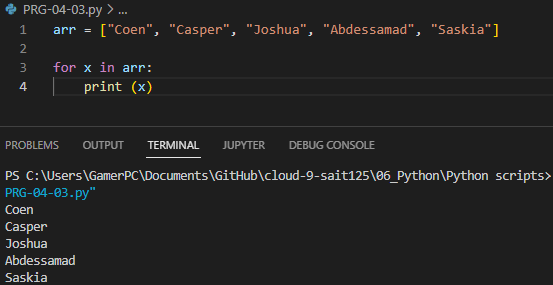 PRG-04-03.py > ...
1 arr = ["Coen", "Casper", "Joshua", "Abdessamad", "Saskia"]
2
3 for x in arr:
4     print (x)
PROBLEMS OUTPUT TERMINAL JUPYTER DEBUG CONSOLE
PS C:\Users\GamerPC\Documents\GitHub\cloud-9-sait125\06_Python\Python scripts>
PRG-04-03.py"
Coen
Casper
Joshua
Abdessamad
Saskia